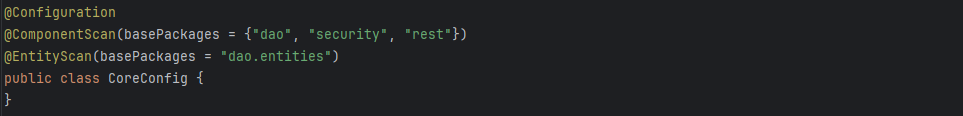 @Configuration
@ComponentScan(basePackages = {"dao", "security", "rest"})
@EntityScan(basePackages = "dao.entities")
public class CoreConfig {
}